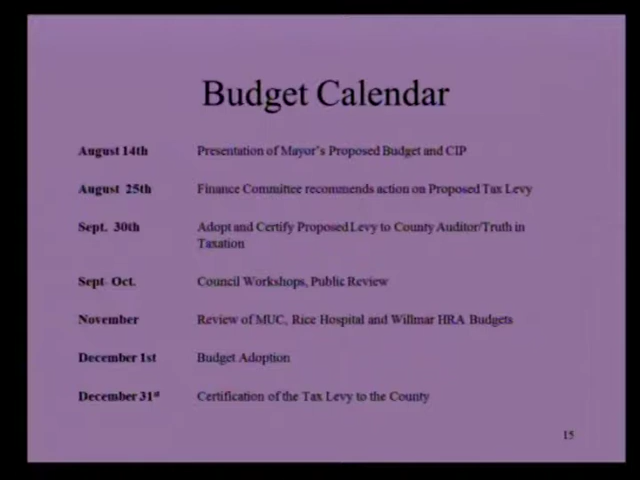 Budget Calendar
August 14th Presentation of Mayor's Proposed Budget and CIP
August 25th Finance Committee recommends action on Proposed Tax Levy
Sept. 30th Adopt and Certify Proposed Levy to County Auditor/Truth in
Taxation
Sept- Oct. Council Workshops, Public Review
November Review of MUC, Rice Hospital and Willmar HRA Budgets
December 1st Budget Adoption
December 31st Certification of the Tax Levy to the County
15